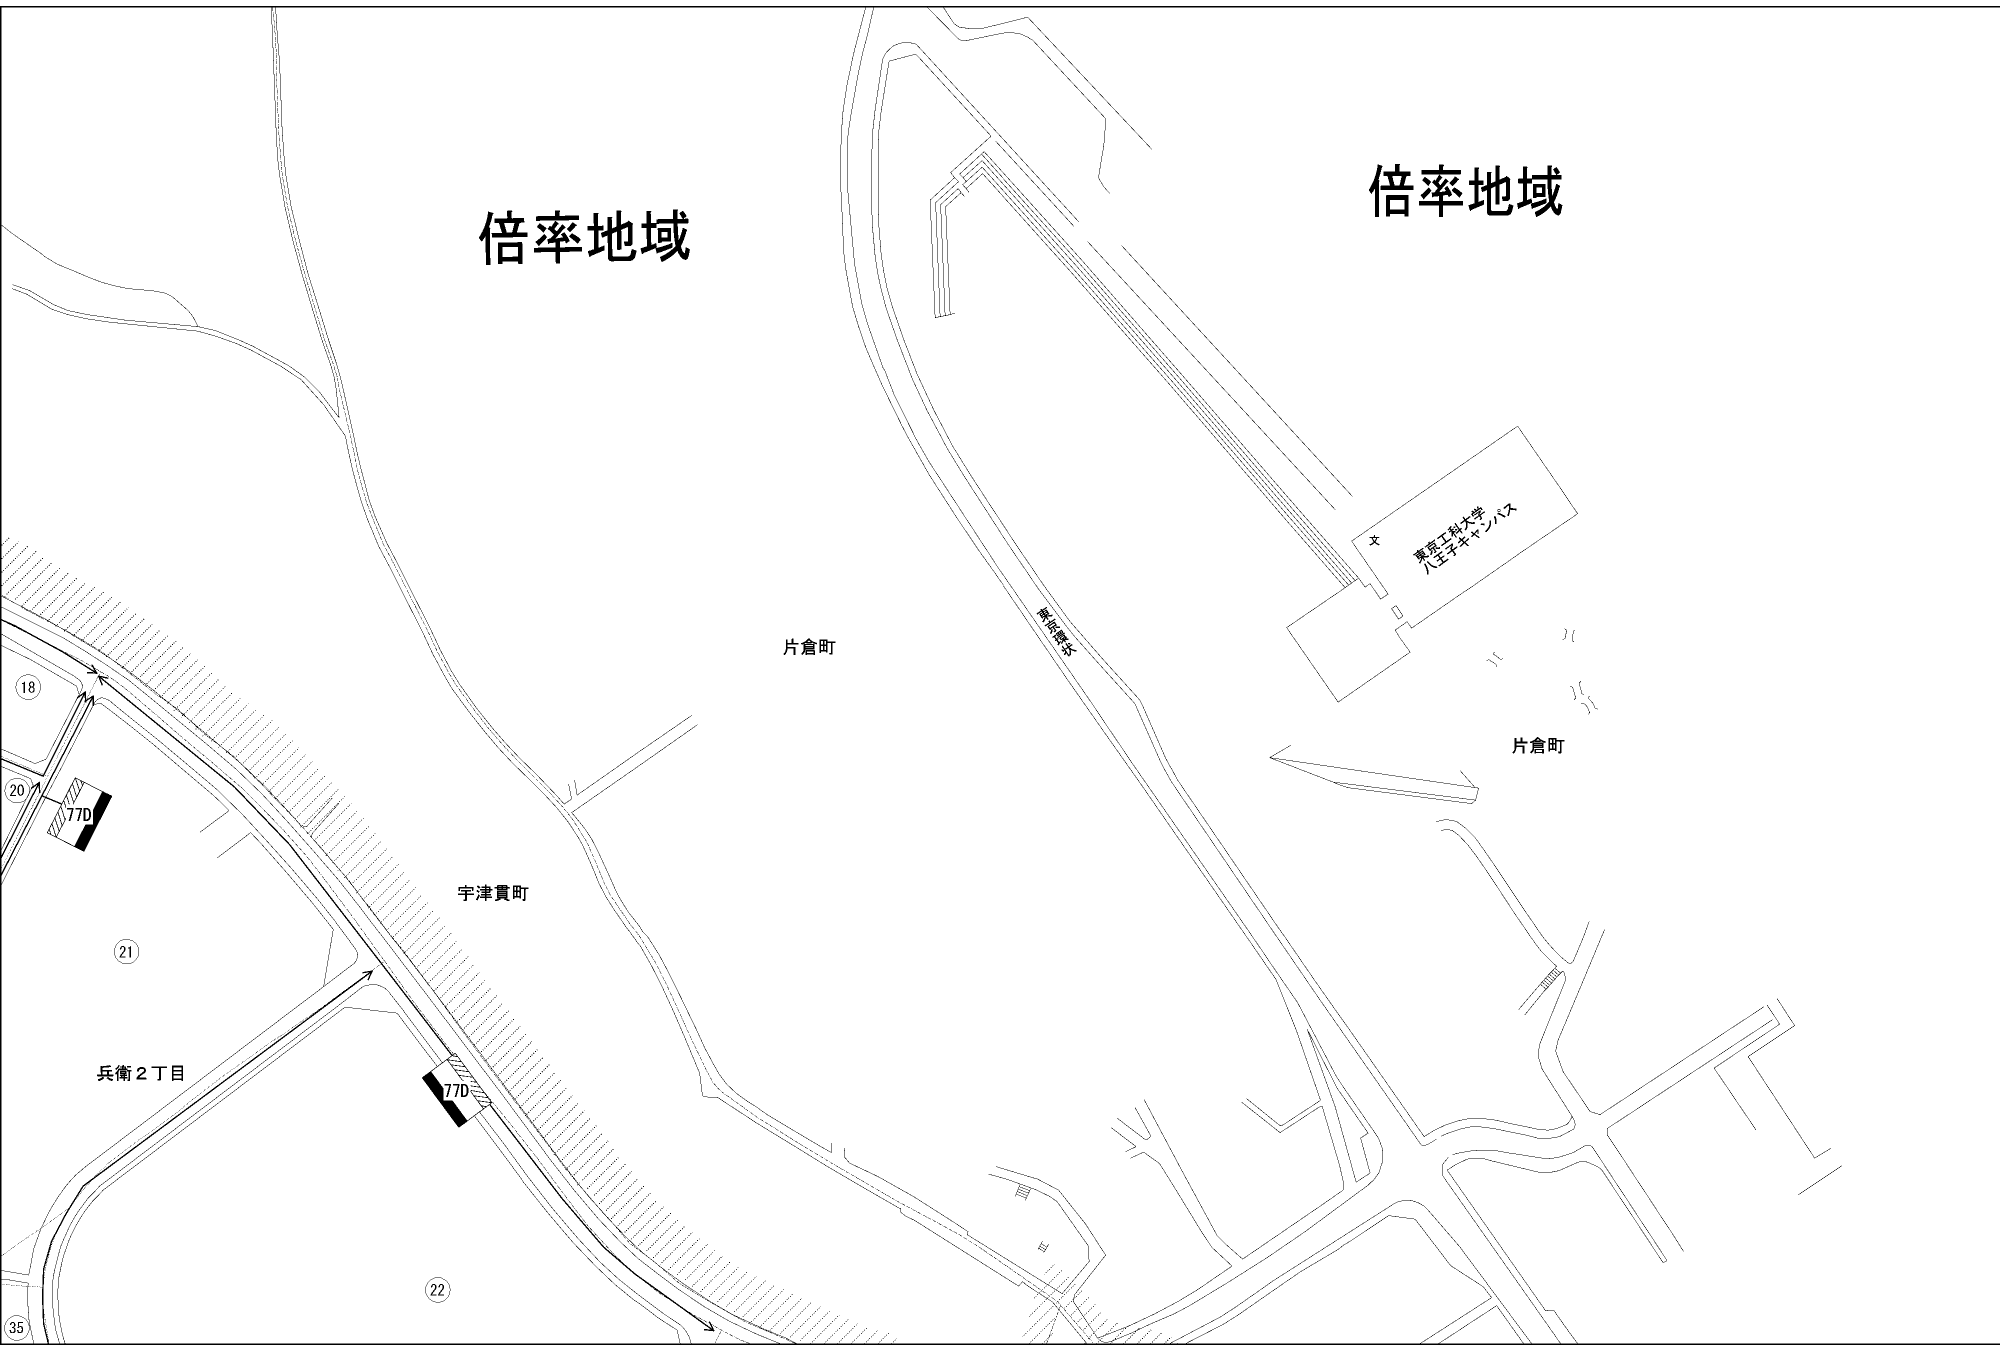 倍率地域
倍率地域
東京工科大学
八王子キャンパス
文
東京環状
片倉町
片倉町
18
20
77D
宇津貫町
21
兵衛２丁目
77D
22
35